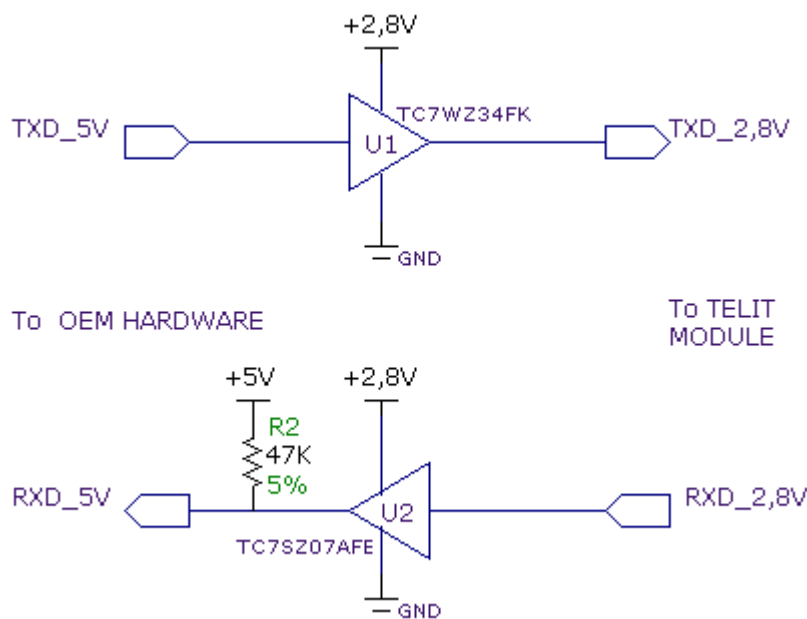 +2,8V
TXD_5V
TC7WZ34FK
U1
TXD_2,8V
GND
To OEM HARDWARE
To TELIT
MODULE
+5V
+2,8V
R2
47K
5%
RXD_5V
U2
RXD_2,8V
TC7SZ07AFE
GND